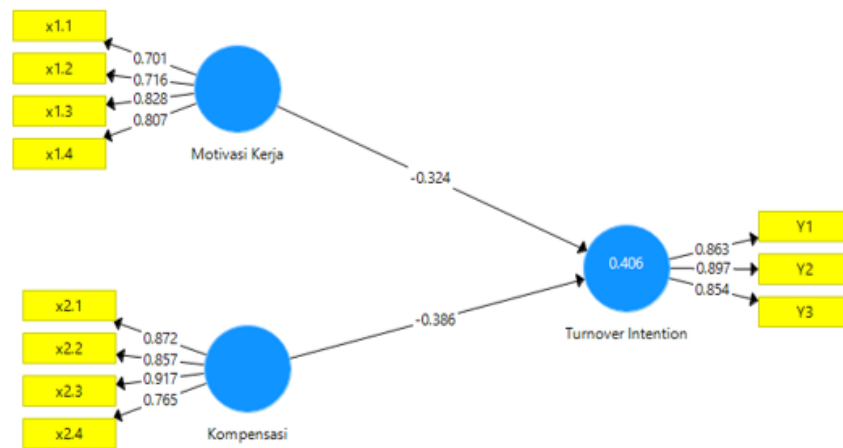 x1.1
0.701
x1.2
0.716
x1.3
0.828
0.807
x1.4
Motivasi Kerja
-0.324
Y1
0.863
0.406
0.897
Y2
0.854
Y3
Turnover Intention
-0.386
x2.1
0.872
x2.2
0.857
x2.3
0.917
0.765
x2.4
Kompensasi